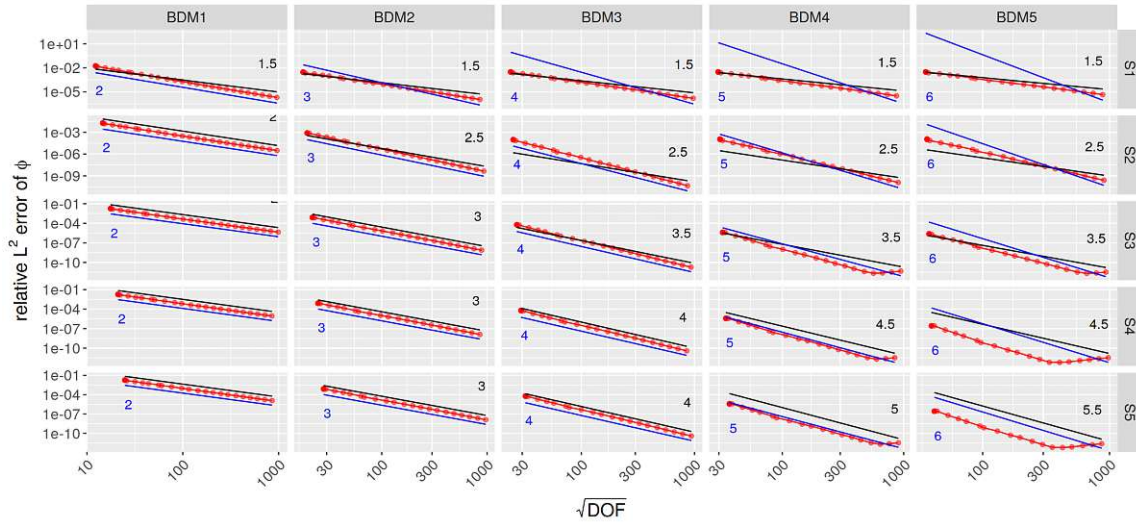 BDM1 BDM2 BDM3 BDM4 BDM5
relative L² error of ϕ
1e+01
1e-02
1e-05
2 1.5
3 1.5
4 1.5
5 1.5
6 1.5
S1
1e-03
1e-06
1e-09
2 2
3 2.5
4 2.5
5 2.5
6 2.5
S2
1e-01
1e-04
1e-07
1e-10
2
3 3
4 3.5
5 3.5
6 3.5
S3
1e-01
1e-04
1e-07
1e-10
2
3 3
4 4
5 4.5
6 4.5
S4
1e-01
1e-04
1e-07
1e-10
2
3 3
4 4
5 5
6 5.5
S5
10 100 1000 30 100 300 1000 30 100 300 1000 30 100 300 1000 100 300 1000
√DOF